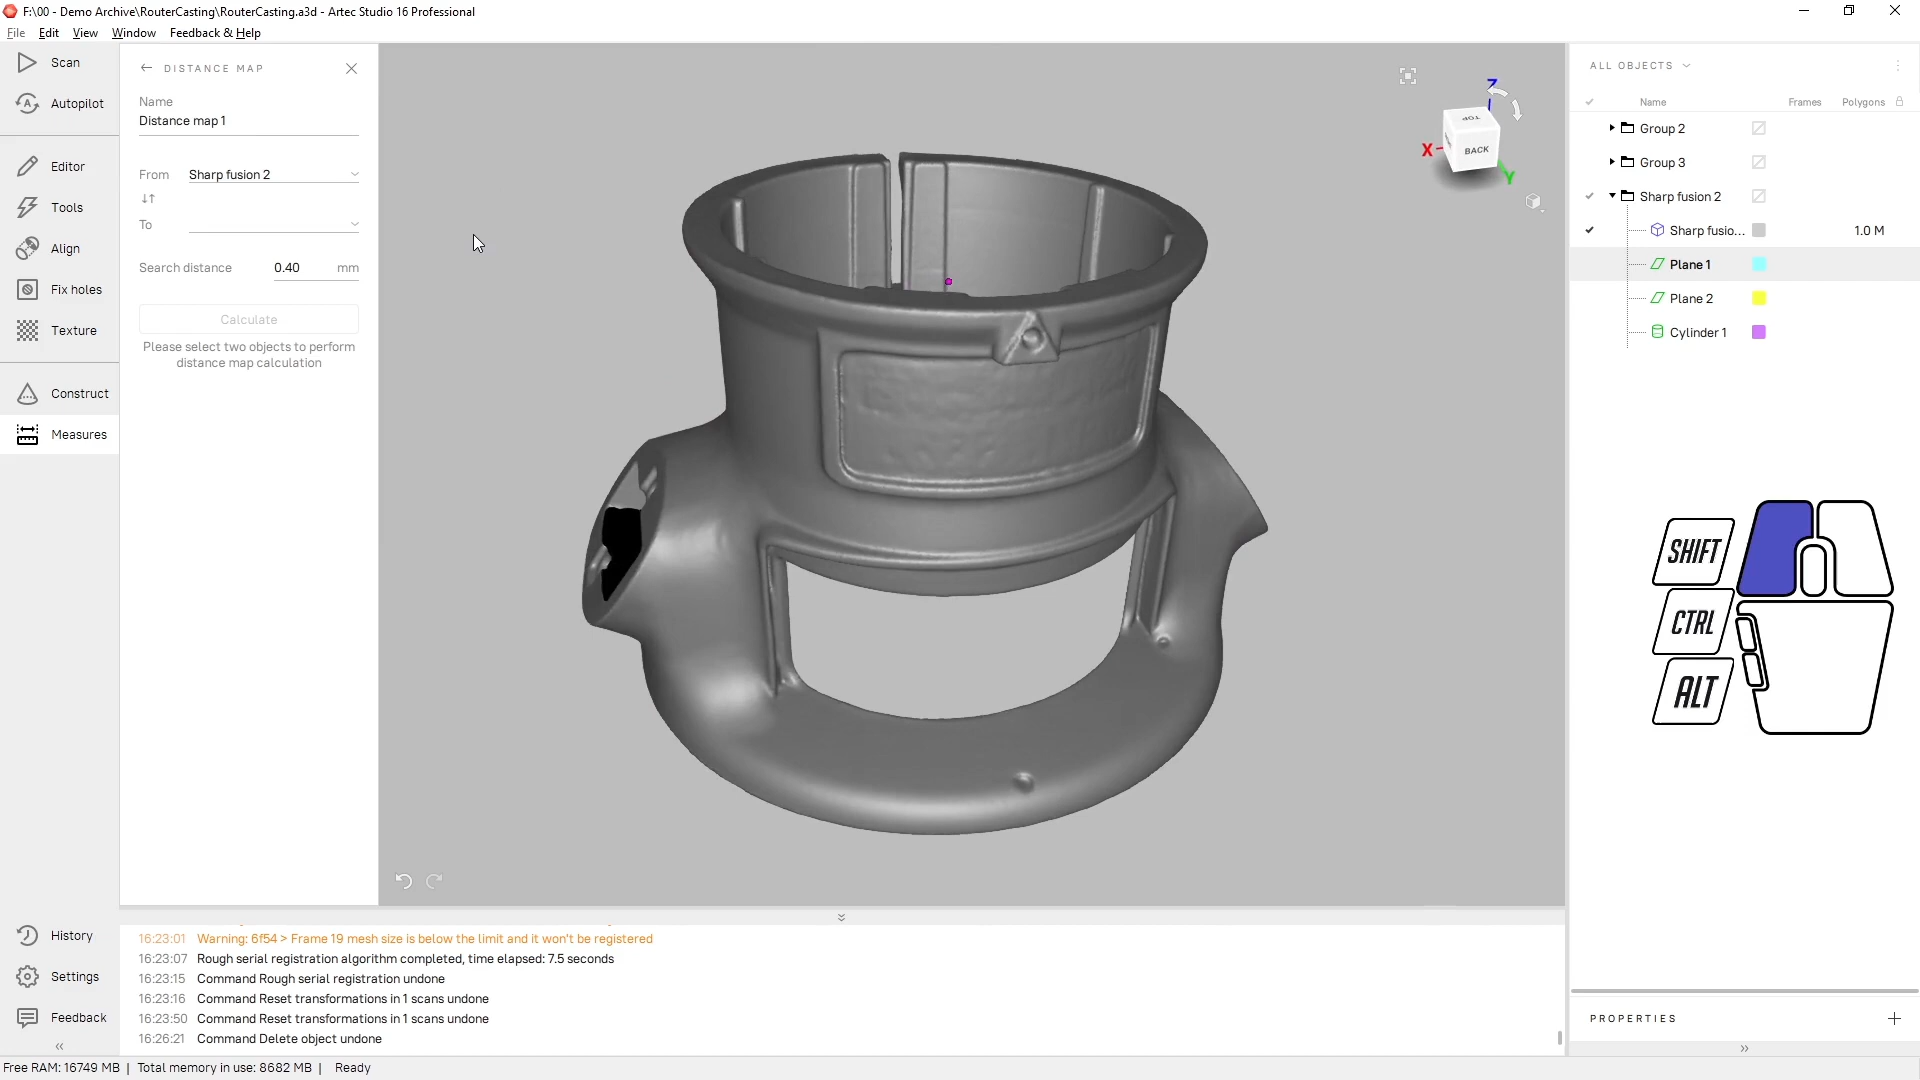 F:\00 - Demo Archive\RouterCasting\RouterCasting.a3d - Artec Studio 16 Professional
File Edit View Window Feedback & Help
Scan
Autopilot
Editor
Tools
Align
Fix holes
Texture
Construct
Measures
History
Settings
Feedback
DISTANCE MAP
Name
Distance map 1
From Sharp fusion 2
To
Search distance 0.40 mm
Calculate
Please select two objects to perform
distance map calculation
Z
TOP
BACK
X
Y
ALL OBJECTS
Name Frames Polygons
Group 2
Group 3
Sharp fusion 2
Sharp fusio... 1.0 M
Plane 1
Plane 2
Cylinder 1
SHIFT
CTRL
ALT
PROPERTIES
16:23:01 Warning: 6f54 > Frame 19 mesh size is below the limit and it won't be registered
16:23:07 Rough serial registration algorithm completed, time elapsed: 7.5 seconds
16:23:15 Command Rough serial registration undone
16:23:16 Command Reset transformations in 1 scans undone
16:23:50 Command Reset transformations in 1 scans undone
16:26:21 Command Delete object undone
Free RAM: 16749 MB | Total memory in use: 8682 MB | Ready